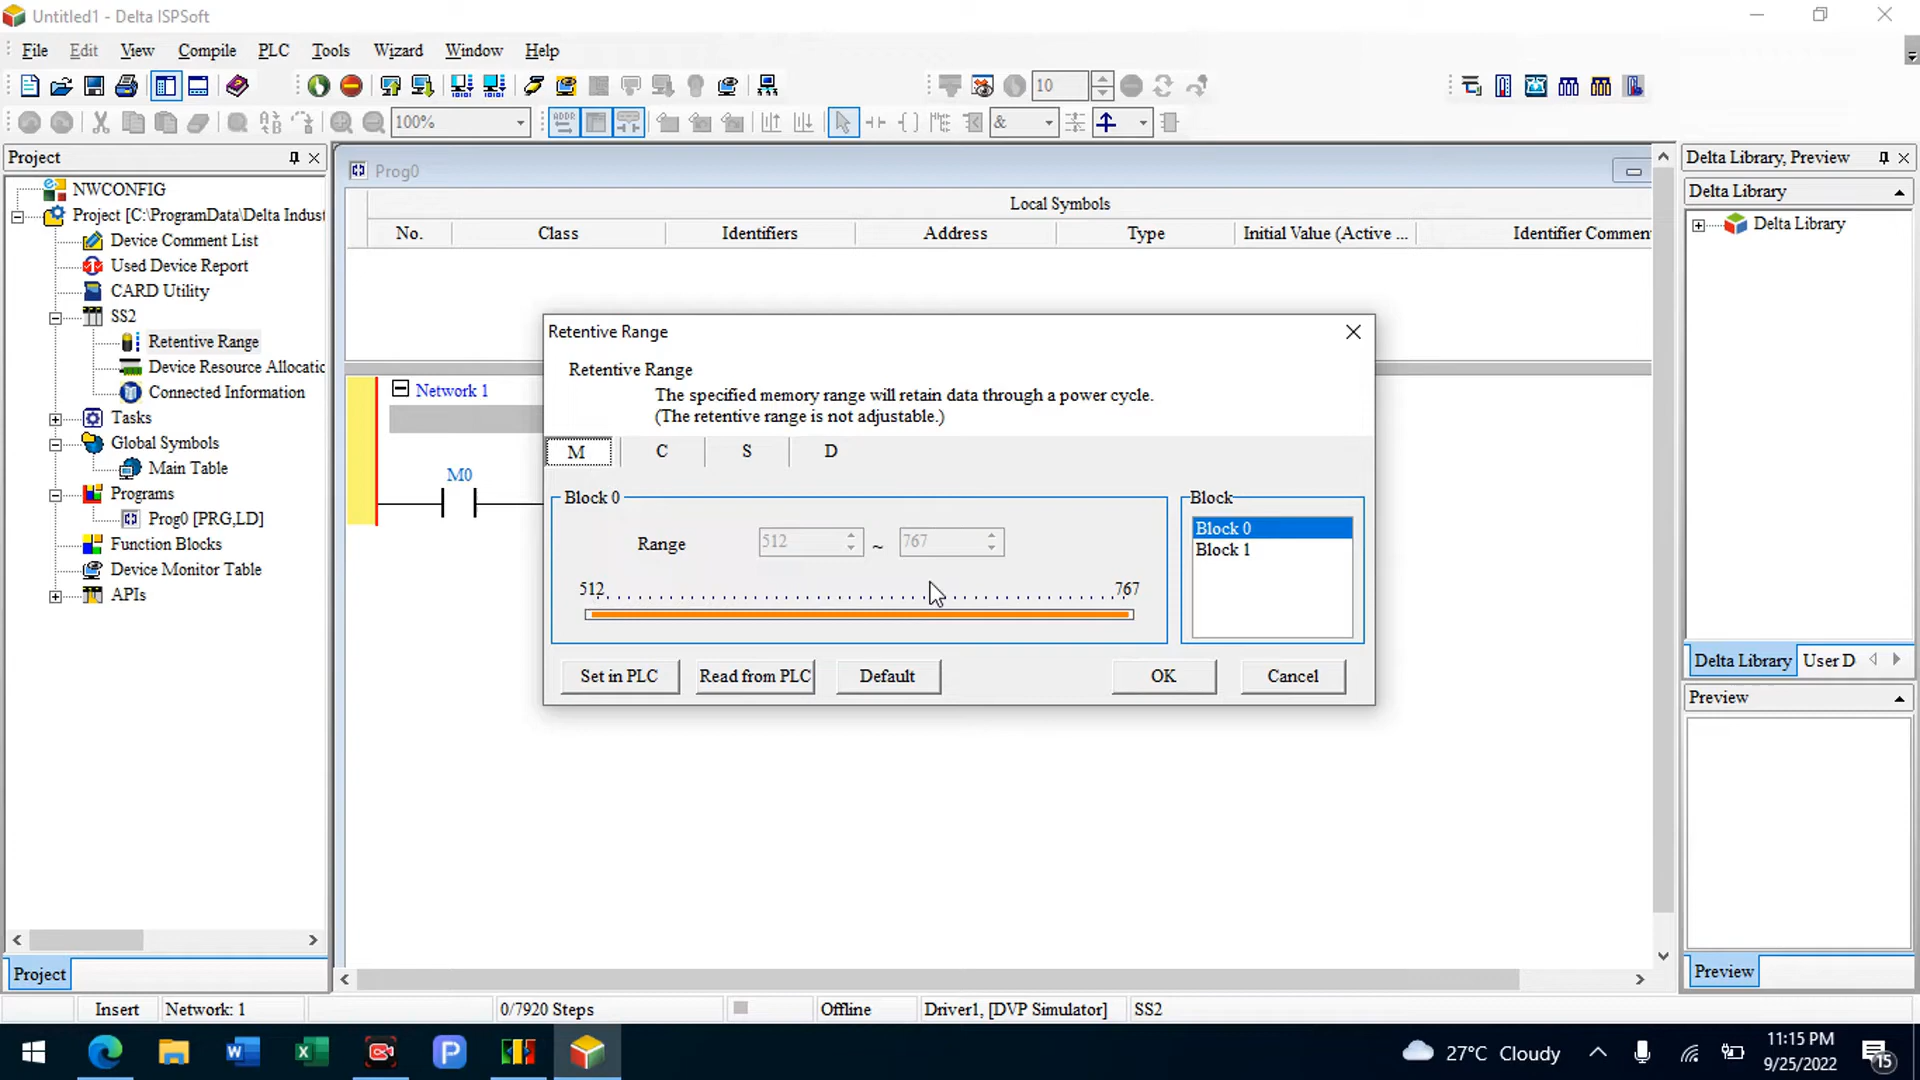 Untitled1 - Delta ISPSoft
File Edit View Compile PLC Tools Wizard Window Help
10
100%
ADDR
&
Project
NWCONFIG
Project [C:\ProgramData\Delta Indust
Device Comment List
Used Device Report
CARD Utility
SS2
Retentive Range
Device Resource Allocatio
Connected Information
Tasks
Global Symbols
Main Table
Programs
Prog0 [PRG,LD]
Function Blocks
Device Monitor Table
APIs
Project
Prog0
Local Symbols
No. Class Identifiers Address Type Initial Value (Active ... Identifier Commen
Network 1
M0
Retentive Range
Retentive Range
The specified memory range will retain data through a power cycle.
(The retentive range is not adjustable.)
M C S D
Block 0
Range 512 ~ 767
512 767
Block
Block 0
Block 1
Set in PLC Read from PLC Default OK Cancel
Delta Library, Preview
Delta Library
Delta Library
Delta Library User D
Preview
Preview
Insert Network: 1 0/7920 Steps Offline Driver1, [DVP Simulator] SS2
27°C Cloudy
11:15 PM
9/25/2022
15